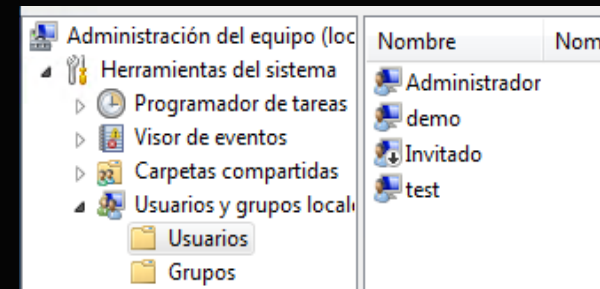 Administración del equipo (loc
Herramientas del sistema
Programador de tareas
Visor de eventos
Carpetas compartidas
Usuarios y grupos local
Usuarios
Grupos
Nombre
Nom
Administrador
demo
Invitado
test